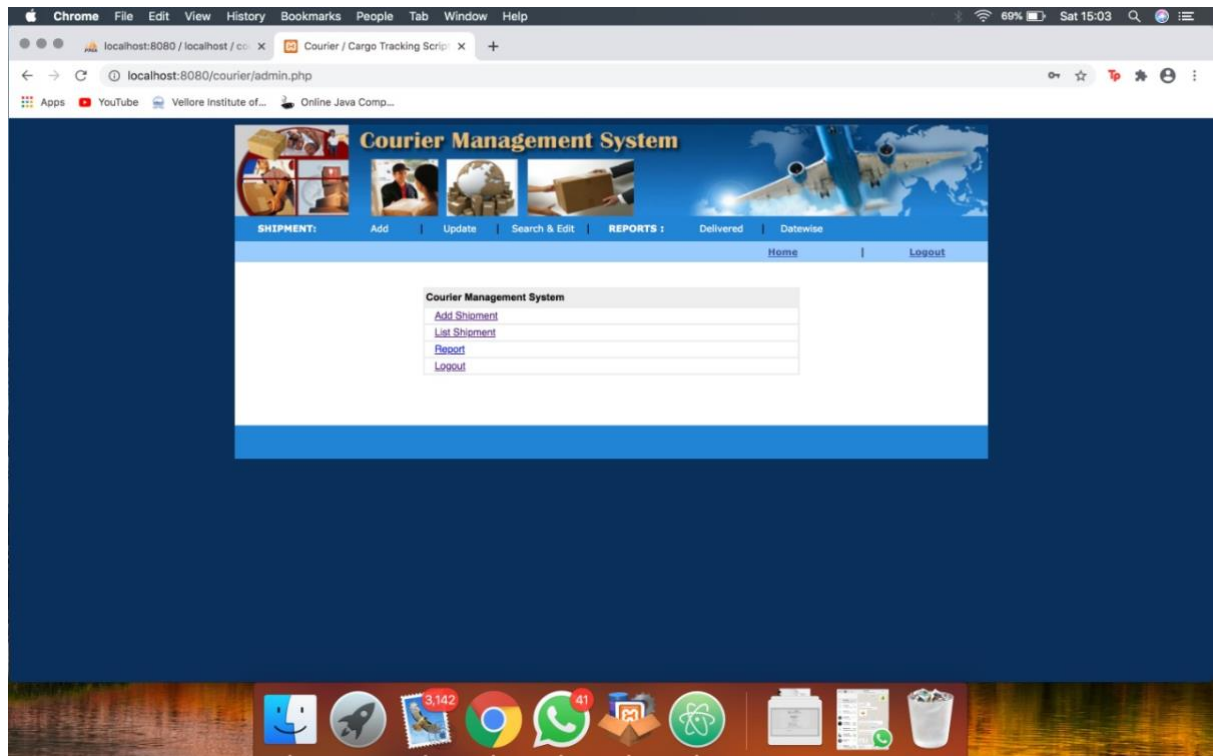 Chrome File Edit View History Bookmarks People Tab Window Help 69% Sat 15:03
localhost:8080 / localhost / co Courier / Cargo Tracking Scrip
localhost:8080/courier/admin.php Tp
Apps YouTube Vellore Institute of... Online Java Comp...
Courier Management System
SHIPMENT: Add | Update | Search & Edit | REPORTS : Delivered | Datewise
Home | Logout
Courier Management System
Add Shipment
List Shipment
Report
Logout
3,142 41